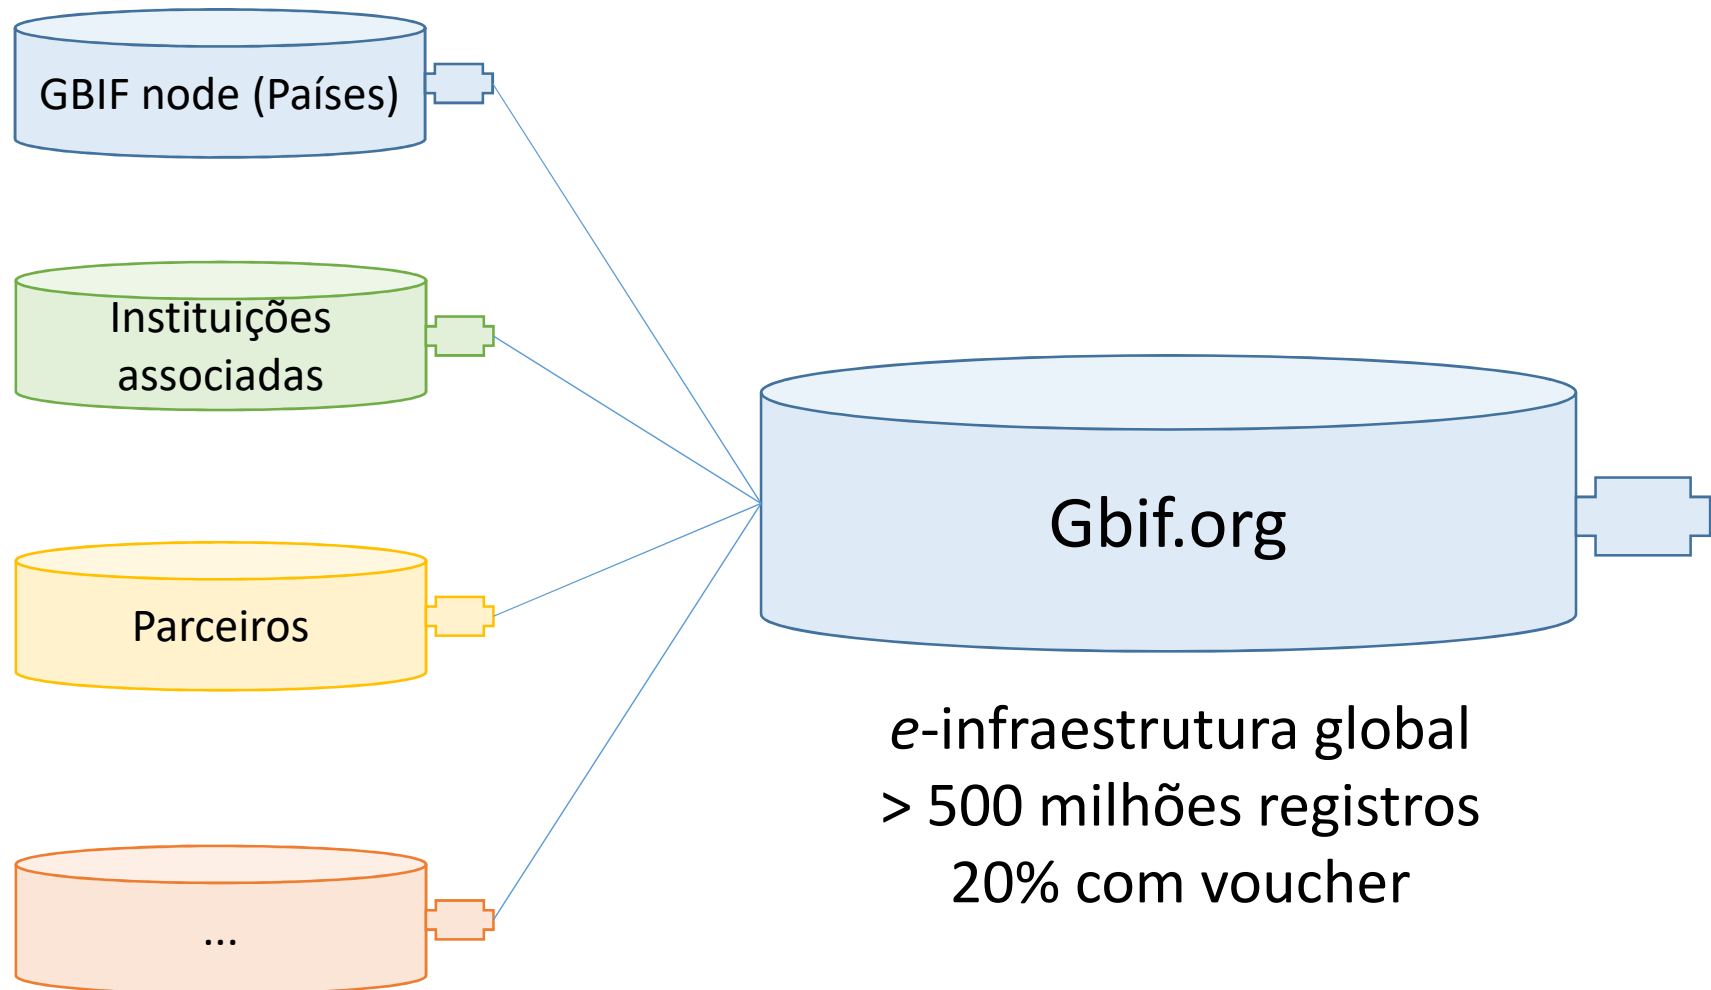 GBIF node (Países)
Instituições
associadas
Parceiros
...
Gbif.org
e-infraestrutura global
> 500 milhões registros
20% com voucher